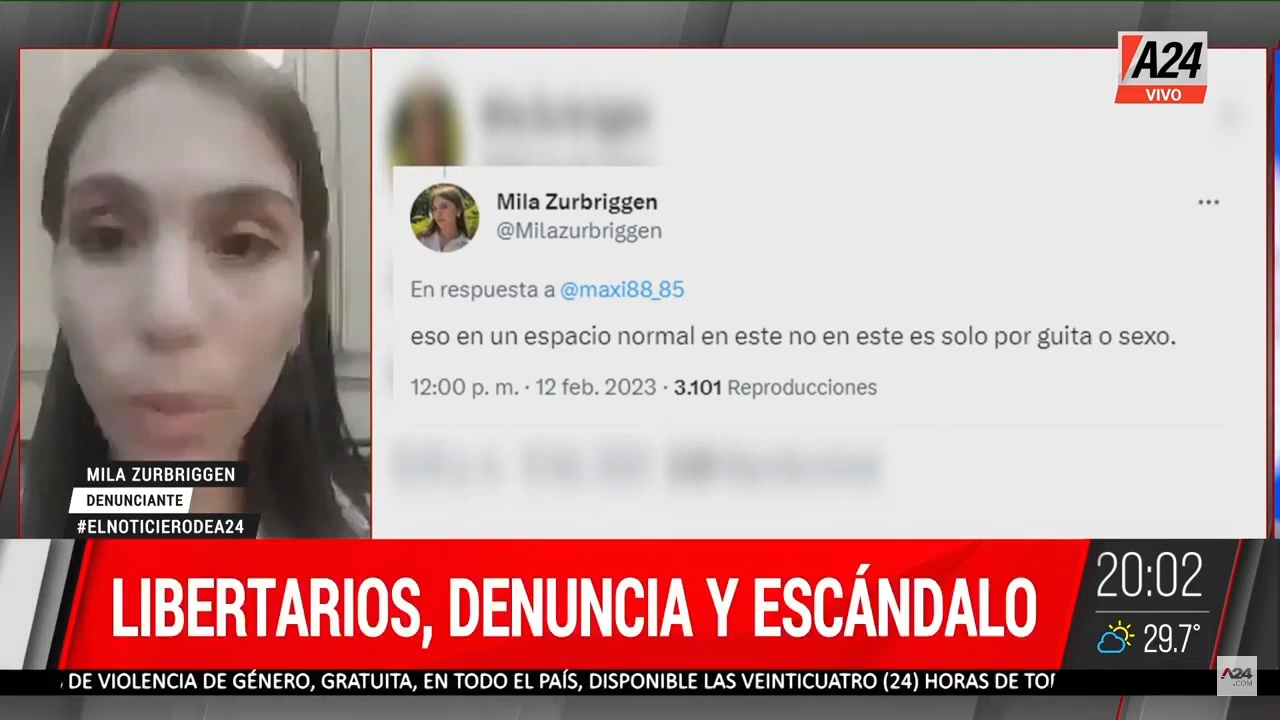 A24
VIVO
Mila Zurbriggen
@Milazurbriggen
En respuesta a @maxi88_85
eso en un espacio normal en este no en este es solo por guita o sexo.
12:00 p. m. · 12 feb. 2023 · 3.101 Reproducciones
MILA ZURBRIGGEN
DENUNCIANTE
#ELNOTICIERODEA24
LIBERTARIOS, DENUNCIA Y ESCÁNDALO
20:02
29.7°
DE VIOLENCIA DE GÉNERO, GRATUITA, EN TODO EL PAÍS, DISPONIBLE LAS VEINTICUATRO (24) HORAS DE
A24
.COM